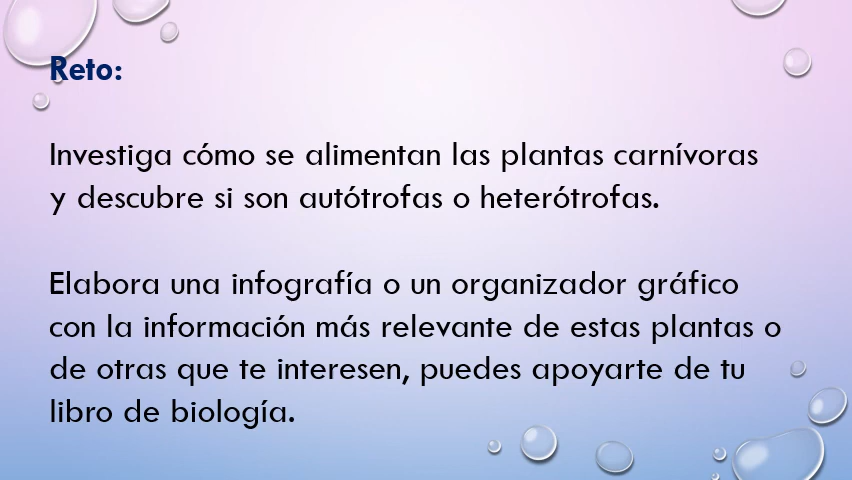 Reto:
Investiga cómo se alimentan las plantas carnívoras
y descubre si son autótrofas o heterótrofas.
Elabora una infografía o un organizador gráfico
con la información más relevante de estas plantas o
de otras que te interesen, puedes apoyarte de tu
libro de biología.